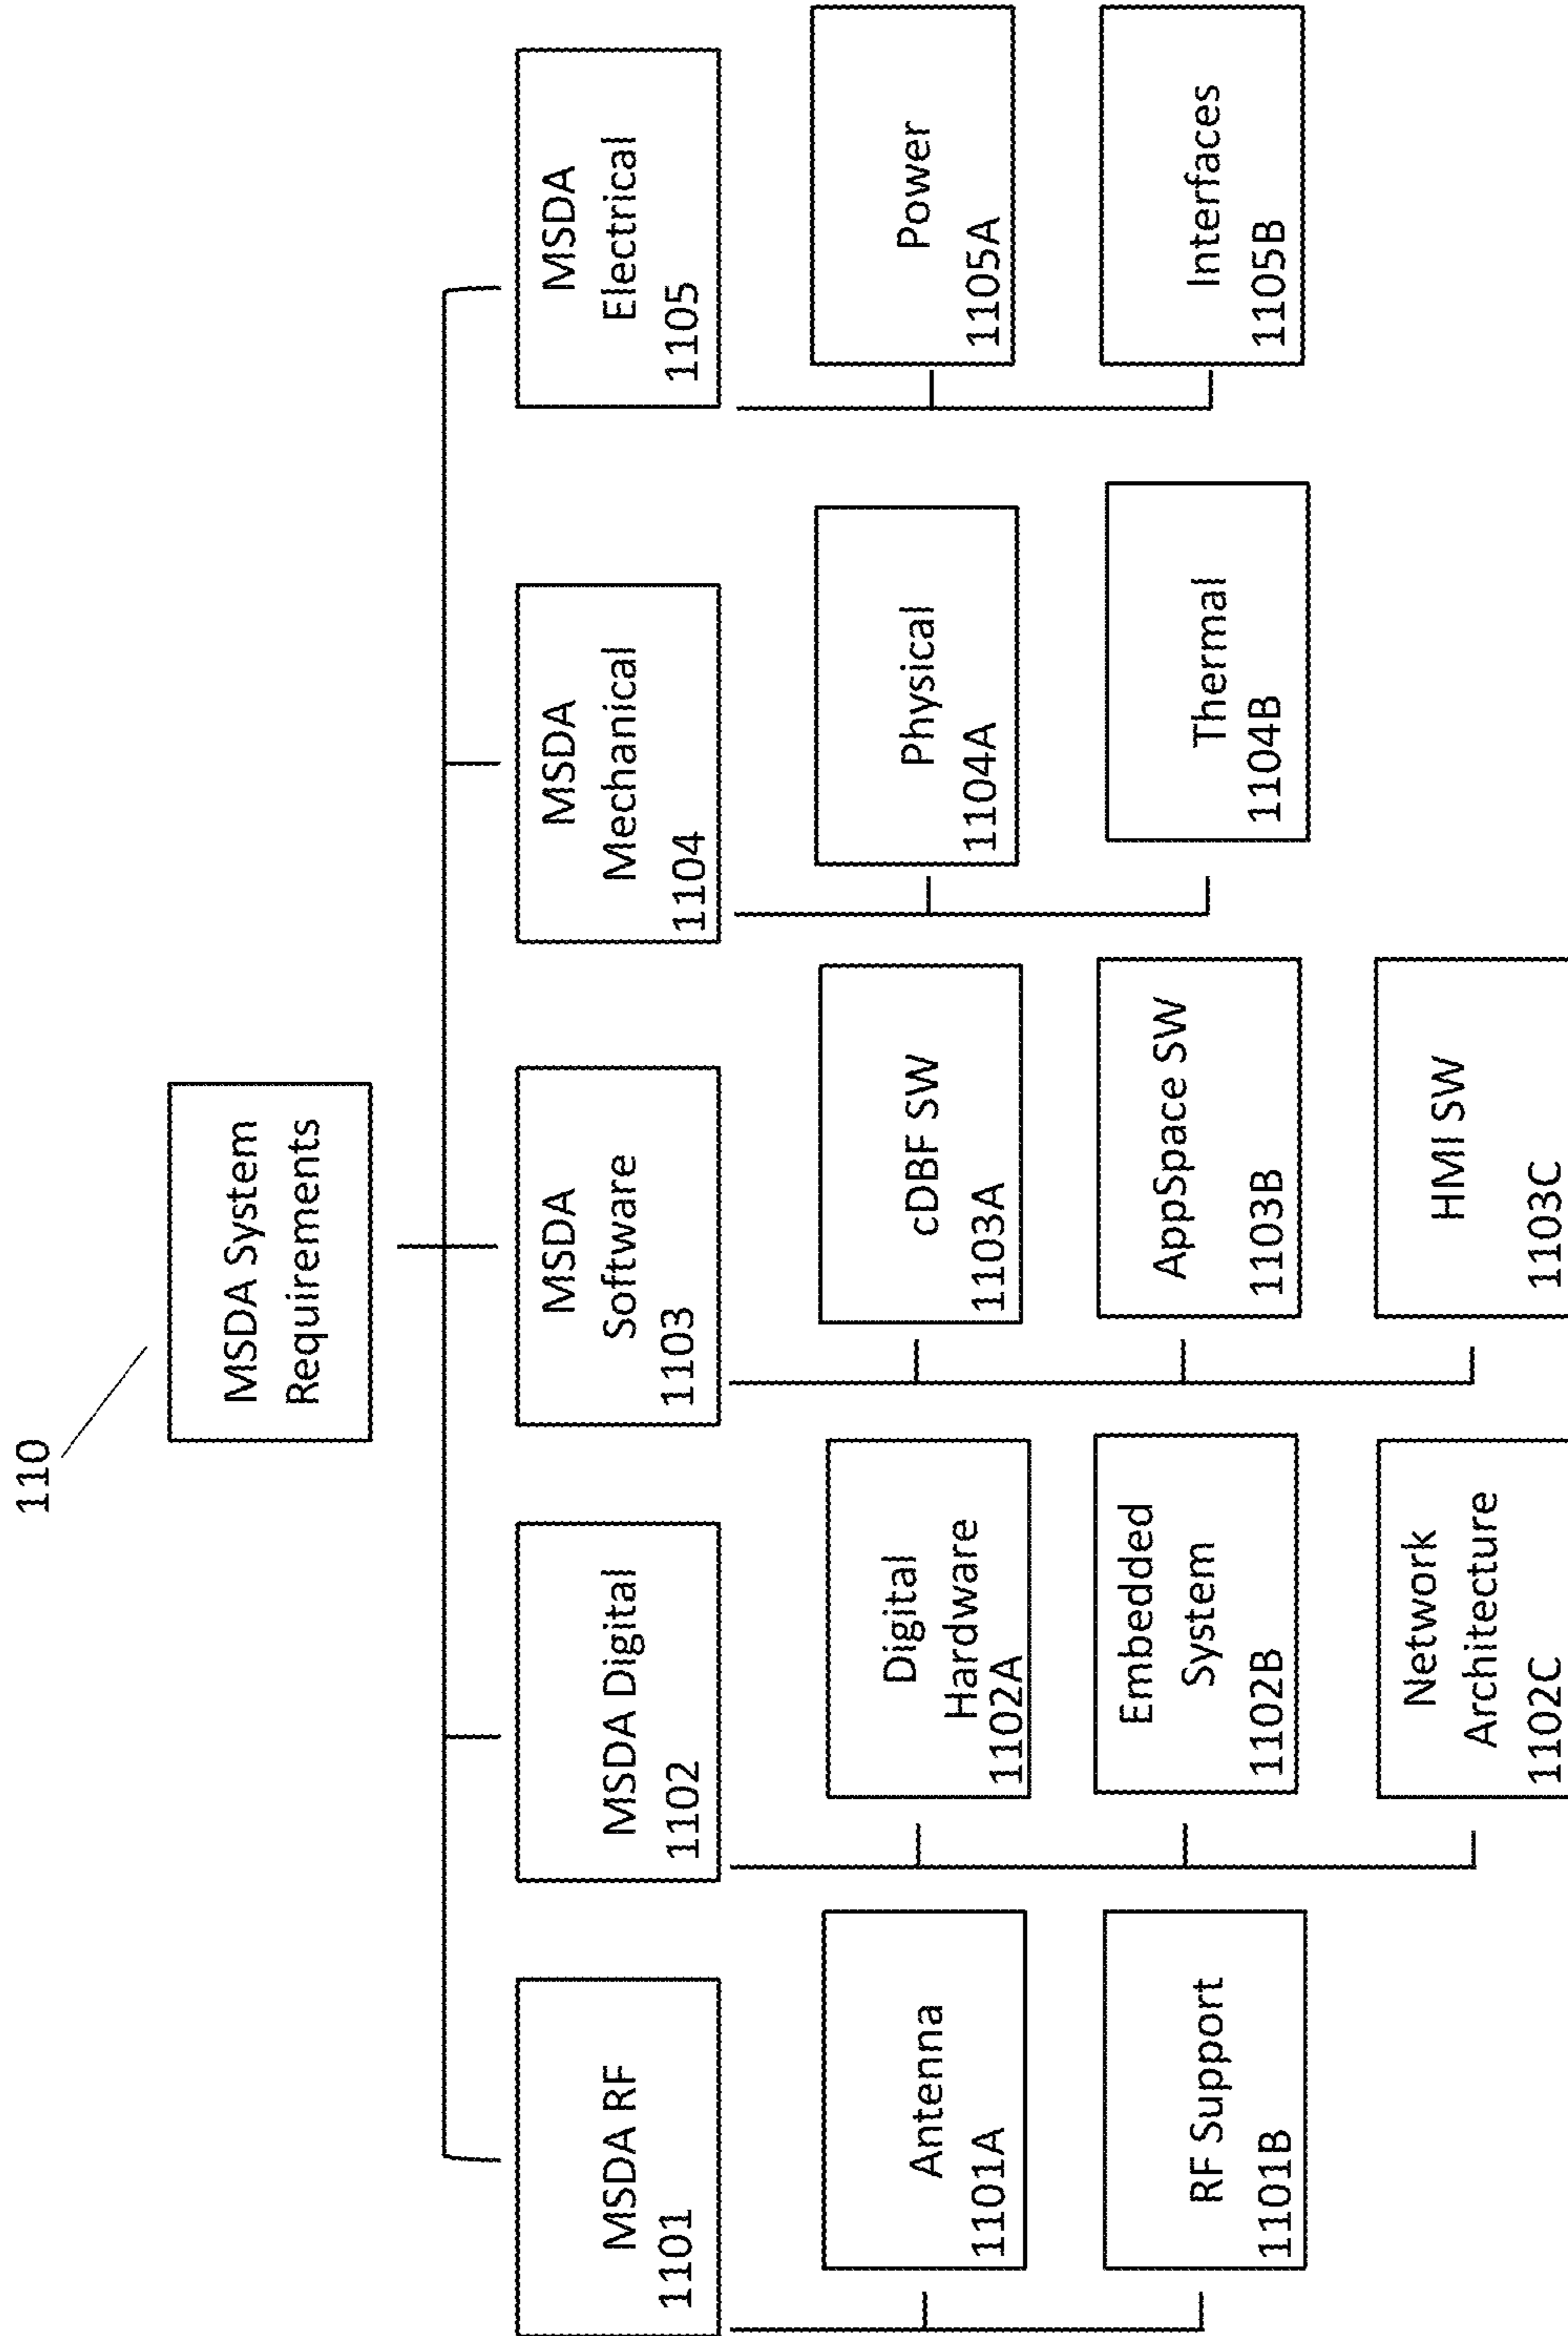 110
MSDA System
Requirements
MSDA RF
1101
Antenna
1101A
RF Support
1101B
MSDA Digital
1102
Digital
Hardware
1102A
Embedded
System
1102B
Network
Architecture
1102C
MSDA
Software
1103
cDBF SW
1103A
AppSpace SW
1103B
HMI SW
1103C
MSDA
Mechanical
1104
Physical
1104A
Thermal
1104B
MSDA
Electrical
1105
Power
1105A
Interfaces
1105B